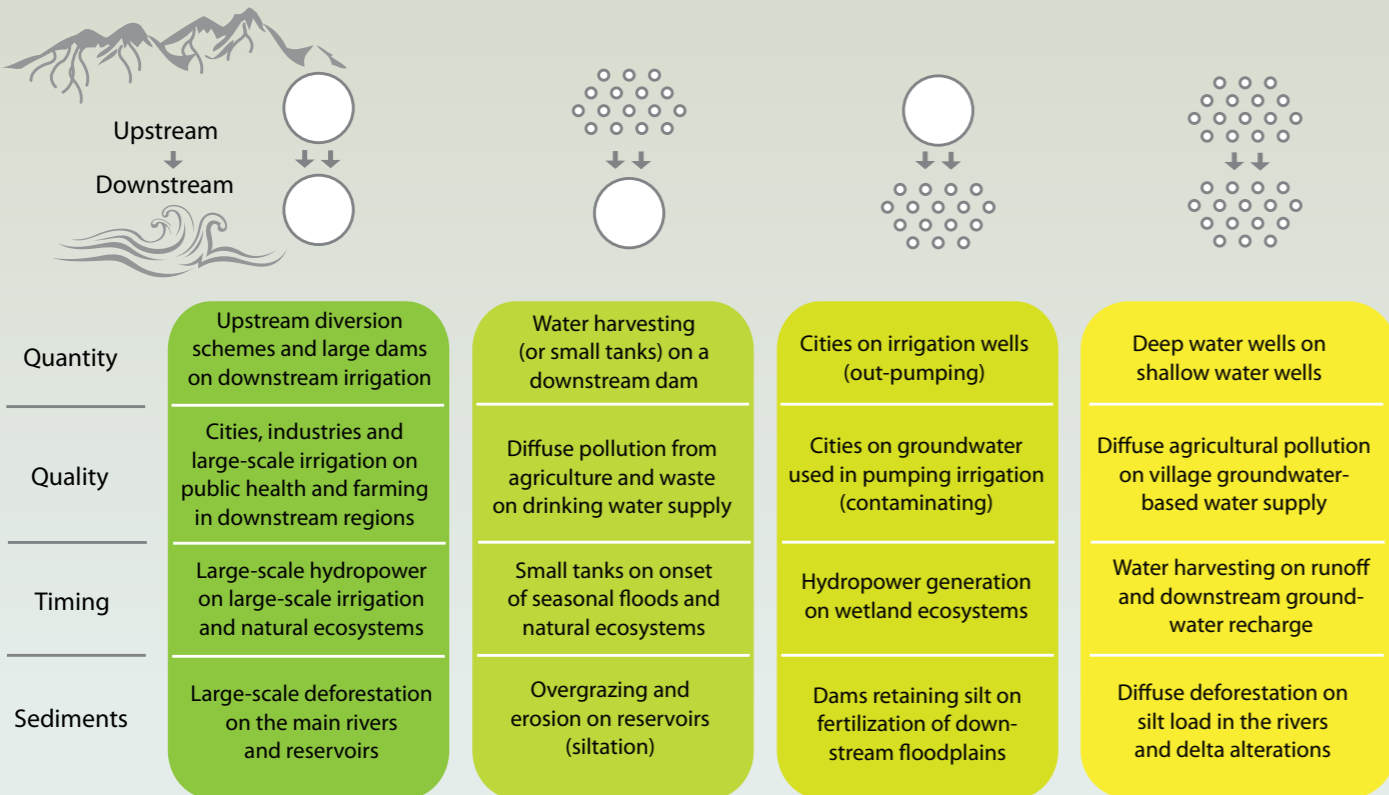 Upstream
Downstream
Quantity
Upstream diversion
schemes and large dams
on downstream irrigation
Water harvesting
(or small tanks) on a
downstream dam
Cities on irrigation wells
(out-pumping)
Deep water wells on
shallow water wells
Quality
Cities, industries and
large-scale irrigation on
public health and farming
in downstream regions
Diffuse pollution from
agriculture and waste
on drinking water supply
Cities on groundwater
used in pumping irrigation
(contaminating)
Diffuse agricultural pollution
on village groundwater-
based water supply
Timing
Large-scale hydropower
on large-scale irrigation
and natural ecosystems
Small tanks on onset
of seasonal floods and
natural ecosystems
Hydropower generation
on wetland ecosystems
Water harvesting on runoff
and downstream ground-
water recharge
Sediments
Large-scale deforestation
on the main rivers
and reservoirs
Overgrazing and
erosion on reservoirs
(siltation)
Dams retaining silt on
fertilization of down-
stream floodplains
Diffuse deforestation on
silt load in the rivers
and delta alterations